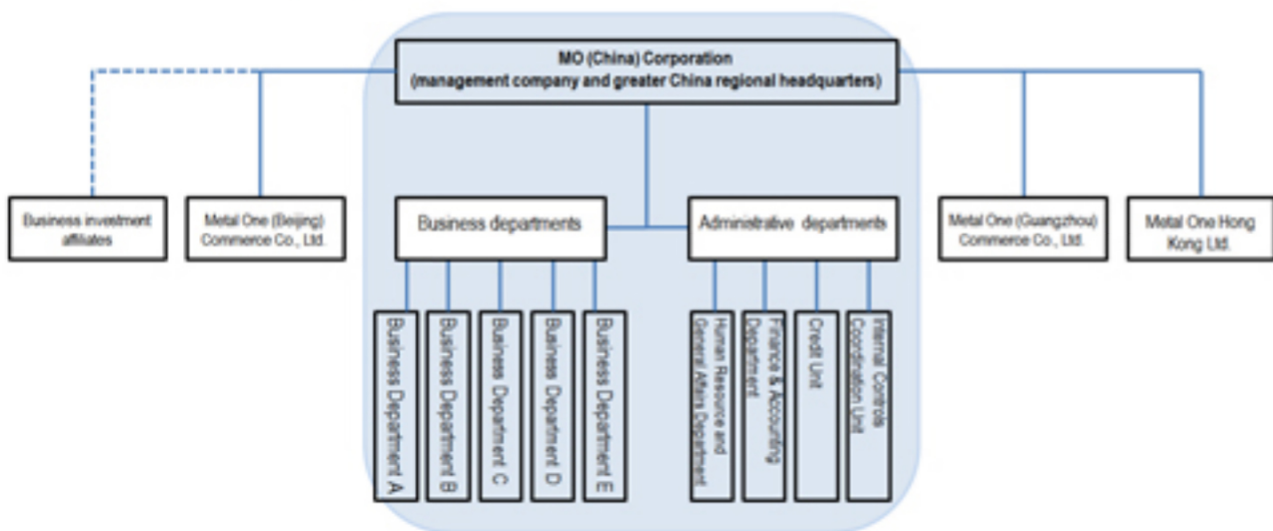 MO (China) Corporation
(management company and greater China regional headquarters)
Business investment
affiliates
Metal One (Beijing)
Commerce Co., Ltd.
Business departments
Administrative departments
Metal One (Guangzhou)
Commerce Co., Ltd.
Metal One Hong
Kong Ltd.
Business Department A
Business Department B
Business Department C
Business Department D
Business Department E
Human Resource and
General Affairs Department
Finance & Accounting
Department
Credit Unit
Internal Controls
Coordination Unit